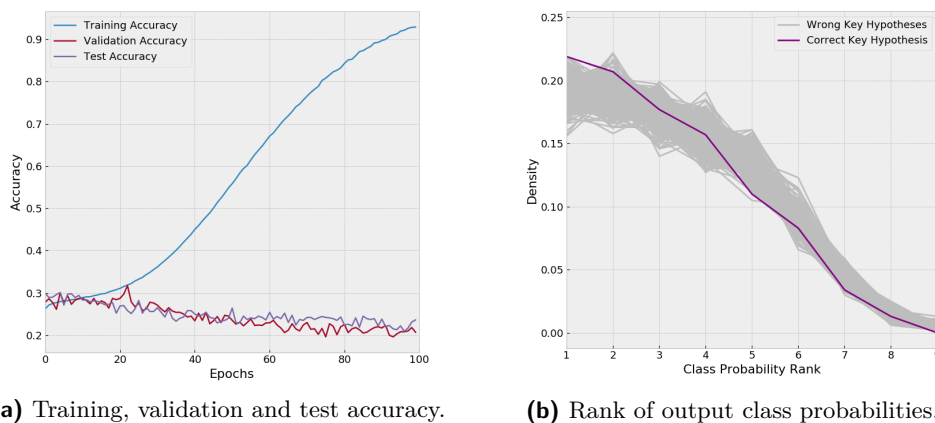 Training Accuracy
Validation Accuracy
Test Accuracy
0.9
0.8
0.7
0.6
0.5
0.4
0.3
0.2
Accuracy
0 20 40 60 80 100
Epochs
a) Training, validation and test accuracy.
Wrong Key Hypotheses
Correct Key Hypothesis
0.25
0.20
0.15
0.10
0.05
0.00
Density
1 2 3 4 5 6 7 8 9
Class Probability Rank
(b) Rank of output class probabilities.